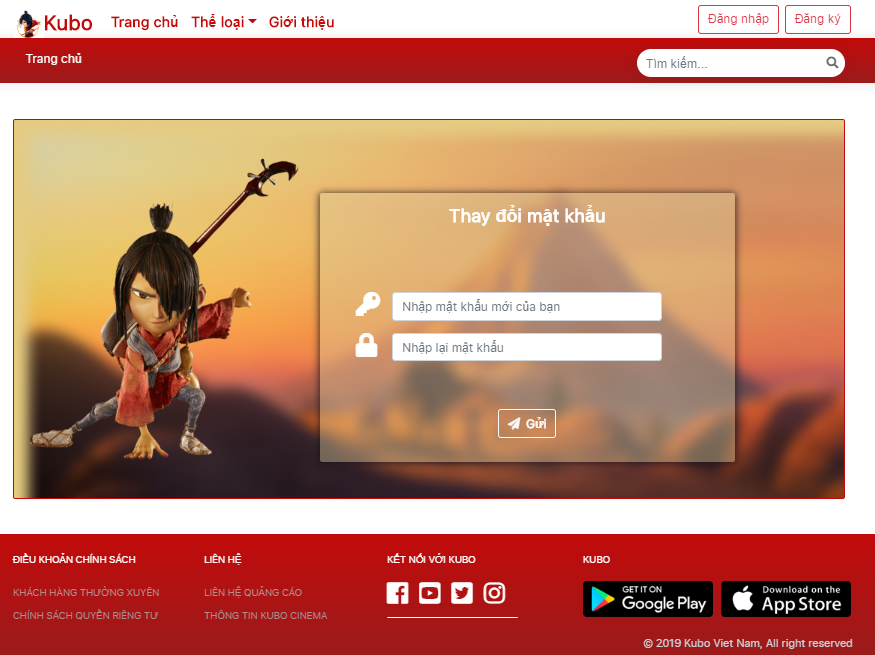 Kubo Trang chủ Thể loại Giới thiệu Đăng nhập Đăng ký
Trang chủ Tìm kiếm...
Thay đổi mật khẩu
Nhập mật khẩu mới của bạn
Nhập lại mật khẩu
Gửi
ĐIỀU KHOẢN CHÍNH SÁCH LIÊN HỆ KẾT NỐI VỚI KUBO KUBO
KHÁCH HÀNG THƯỜNG XUYÊN LIÊN HỆ QUẢNG CÁO
GET IT ON Google Play
Download on the App Store
CHÍNH SÁCH QUYỀN RIÊNG TƯ THÔNG TIN KUBO CINEMA
© 2019 Kubo Viet Nam, All right reserved